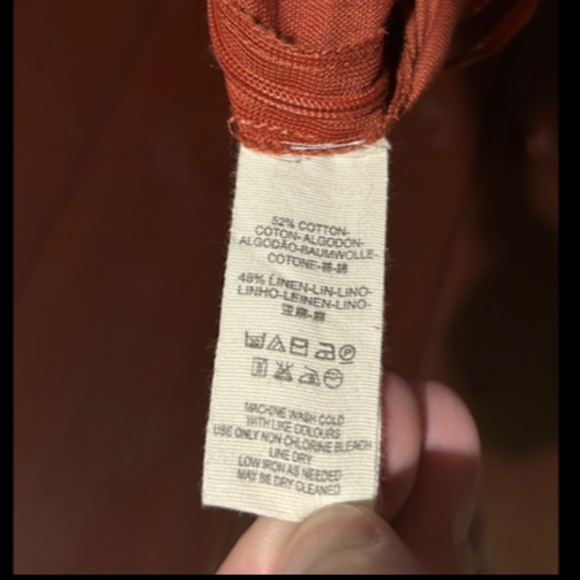 52% COTTON-
COTON-ALGODÓN-
ALGODÃO-BAUMWOLLE-
COTONE-棉-綿
48% LINEN-LIN-LINO-
LINHO-LEINEN-LINO-
亚麻-麻
MACHINE WASH COLD
WITH LIKE COLOURS
USE ONLY NON CHLORINE BLEACH
LINE DRY
LOW IRON AS NEEDED
MAY BE DRY CLEANED